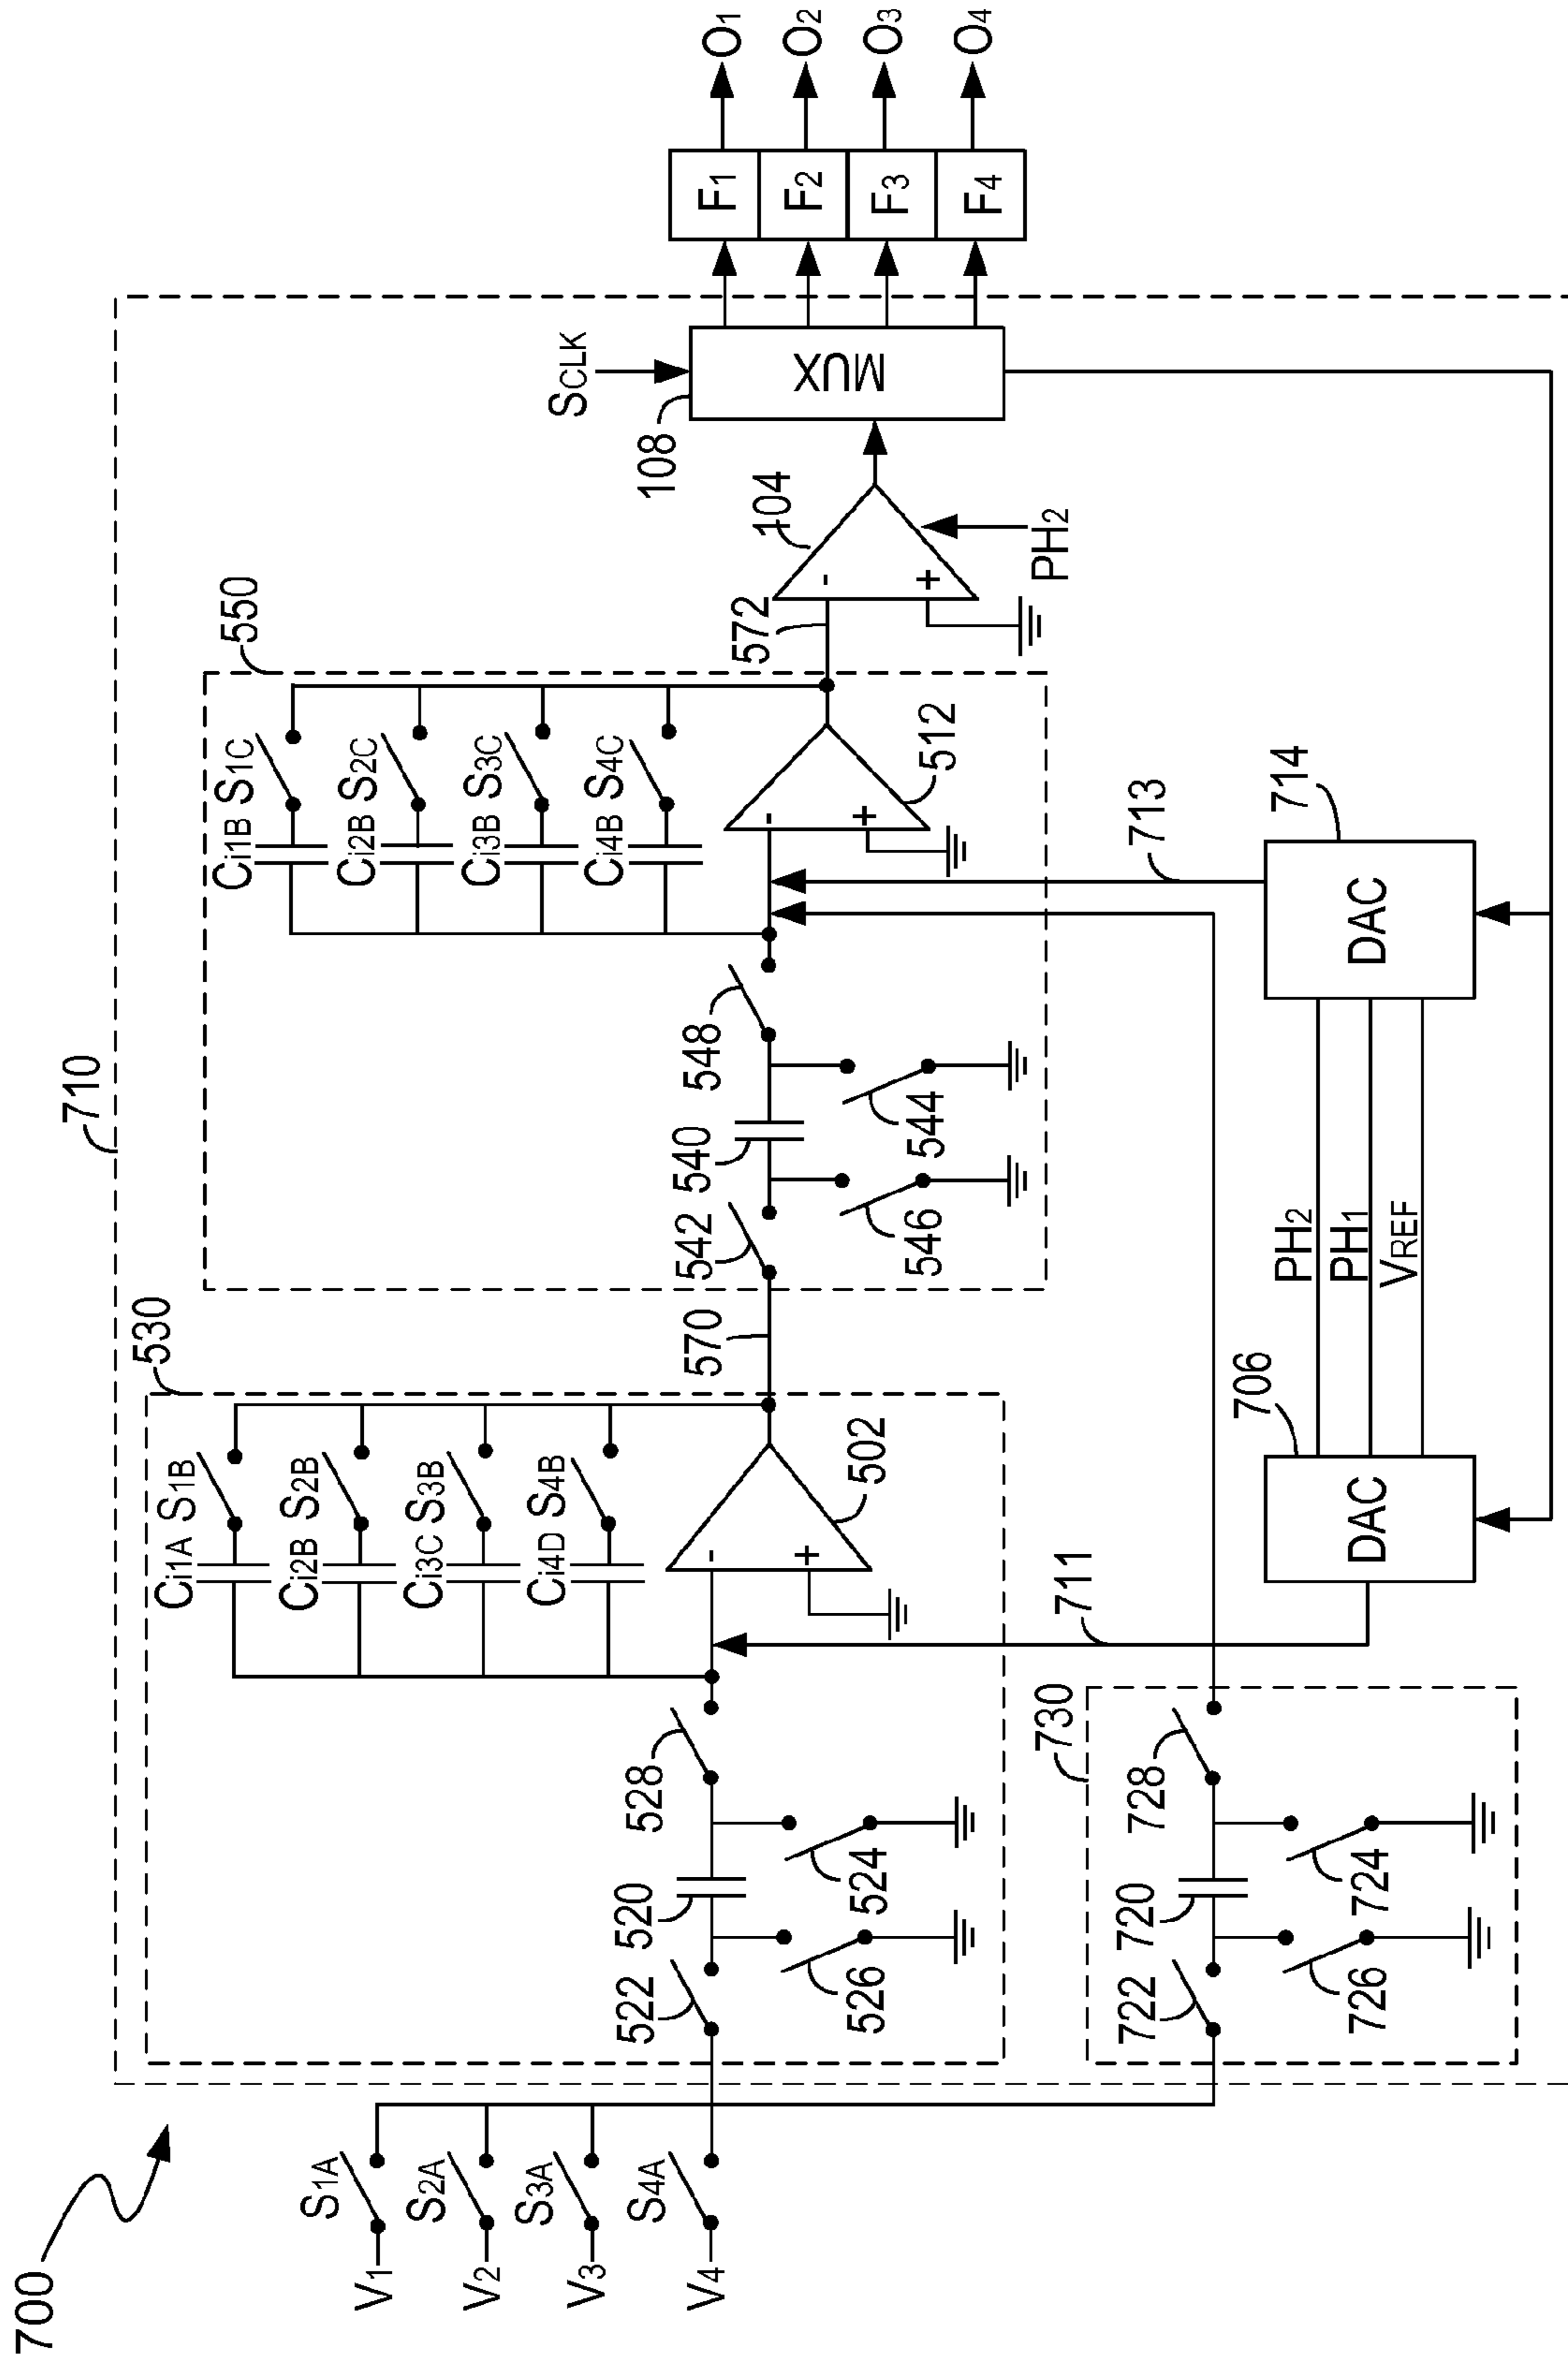 700
710
V1
S1A
V2
S2A
V3
S3A
V4
S4A
530
Ci1A S1B
Ci2B S2B
Ci3C S3B
Ci4D S4B
522
520
528
526
524
-
+
502
711
570
550
Ci1B S1C
Ci2B S2C
Ci3B S3C
Ci4B S4C
542
540
548
546
544
-
+
512
713
572
104
-
+
PH2
108
SCLK
MUX
F1
F2
F3
F4
O1
O2
O3
O4
730
722
720
728
726
724
706
DAC
PH2
PH1
VREF
714
DAC